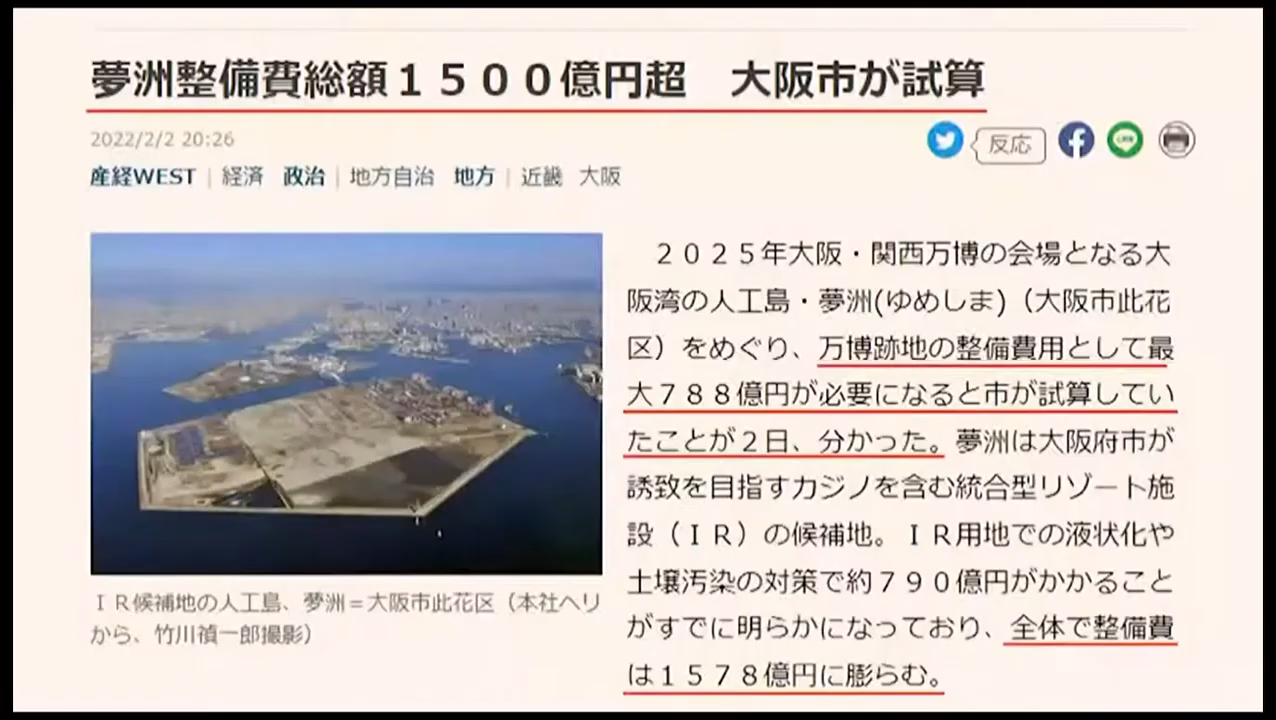 夢洲整備費総額１５００億円超　大阪市が試算
2022/2/2 20:26
反応
産経WEST | 経済 政治 | 地方自治 地方 | 近畿 大阪
２０２５年大阪・関西万博の会場となる大
阪湾の人工島・夢洲(ゆめしま)（大阪市此花
区）をめぐり、万博跡地の整備費用として最
大７８８億円が必要になると市が試算してい
たことが２日、分かった。夢洲は大阪府市が
誘致を目指すカジノを含む統合型リゾート施
設（ＩＲ）の候補地。ＩＲ用地での液状化や
土壌汚染の対策で約７９０億円がかかること
がすでに明らかになっており、全体で整備費
は１５７８億円に膨らむ。
ＩＲ候補地の人工島、夢洲＝大阪市此花区（本社ヘリ
から、竹川禎一郎撮影）